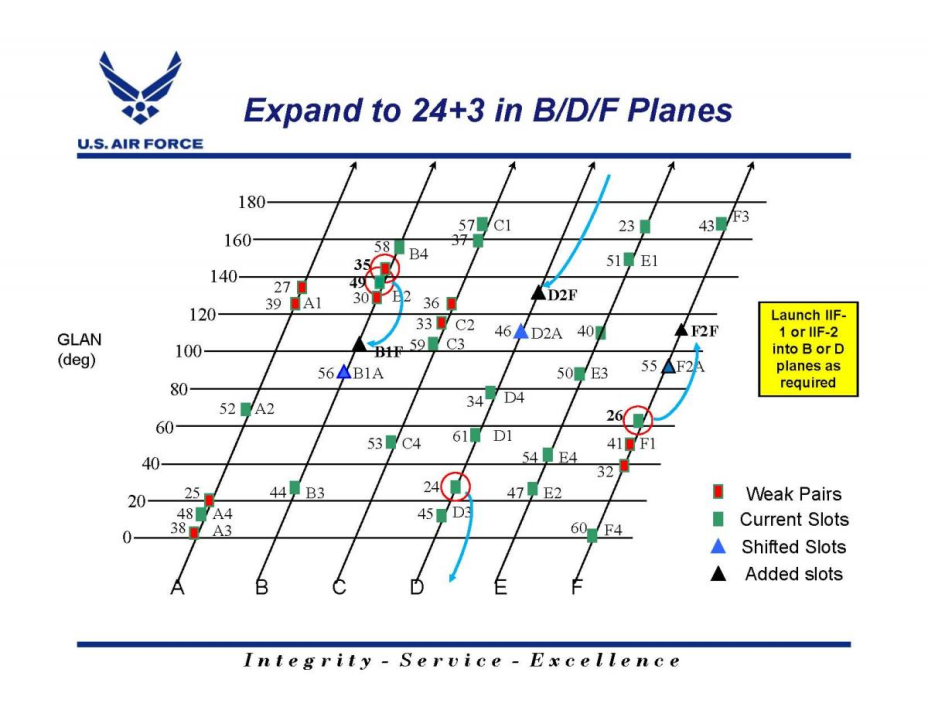 Expand to 24+3 in B/D/F Planes
U.S. AIR FORCE
180
57 C1
23
43 F3
160
58 B4
37
51 E1
35
140
49
27
30 B2
D2F
39 A1
36
120
33 C2
46 D2A
40
F2F
GLAN
(deg)
100
B1F
59 C3
56 B1A
50 E3
55 F2A
80
34 D4
52 A2
26
60
53 C4
61 D1
41 F1
40
54 E4
32
24
44 B3
47 E2
20
25
48 A4
45 D3
38 A3
60 F4
0
A B C D E F
Launch IIF-
1 or IIF-2
into B or D
planes as
required
Weak Pairs
Current Slots
Shifted Slots
Added slots
Integrity - Service - Excellence